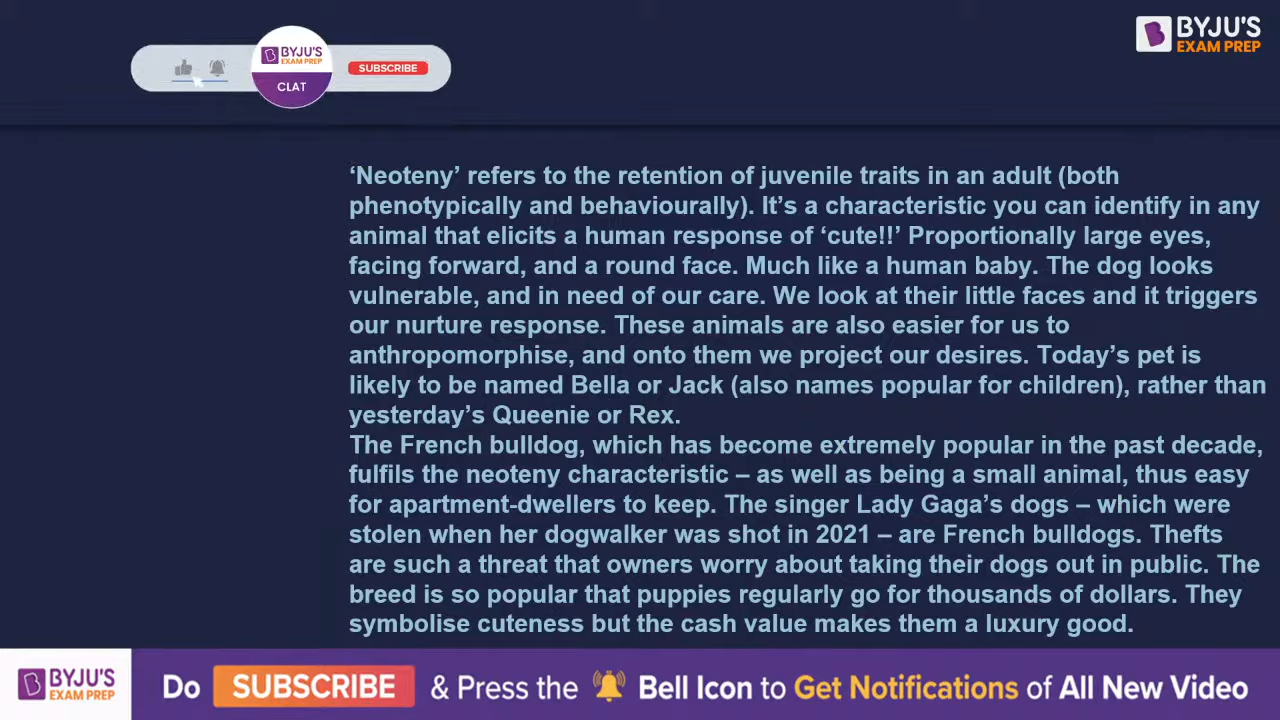 BYJU'S
EXAM PREP
BYJU'S
EXAM PREP
CLAT
SUBSCRIBE
‘Neoteny’ refers to the retention of juvenile traits in an adult (both
phenotypically and behaviourally). It’s a characteristic you can identify in any
animal that elicits a human response of ‘cute!!’ Proportionally large eyes,
facing forward, and a round face. Much like a human baby. The dog looks
vulnerable, and in need of our care. We look at their little faces and it triggers
our nurture response. These animals are also easier for us to
anthropomorphise, and onto them we project our desires. Today’s pet is
likely to be named Bella or Jack (also names popular for children), rather than
yesterday’s Queenie or Rex.
The French bulldog, which has become extremely popular in the past decade,
fulfils the neoteny characteristic – as well as being a small animal, thus easy
for apartment-dwellers to keep. The singer Lady Gaga’s dogs – which were
stolen when her dogwalker was shot in 2021 – are French bulldogs. Thefts
are such a threat that owners worry about taking their dogs out in public. The
breed is so popular that puppies regularly go for thousands of dollars. They
symbolise cuteness but the cash value makes them a luxury good.
BYJU'S
EXAM PREP
Do SUBSCRIBE & Press the Bell Icon to Get Notifications of All New Video